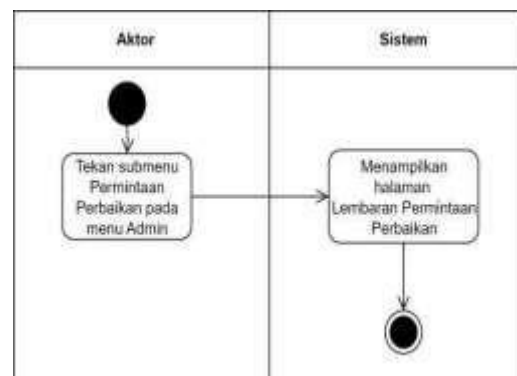 Aktor
Sistem
Tekan submenu
Permintaan
Perbaikan pada
menu Admin
Menampilkan
halaman
Lembaran Permintaan
Perbaikan